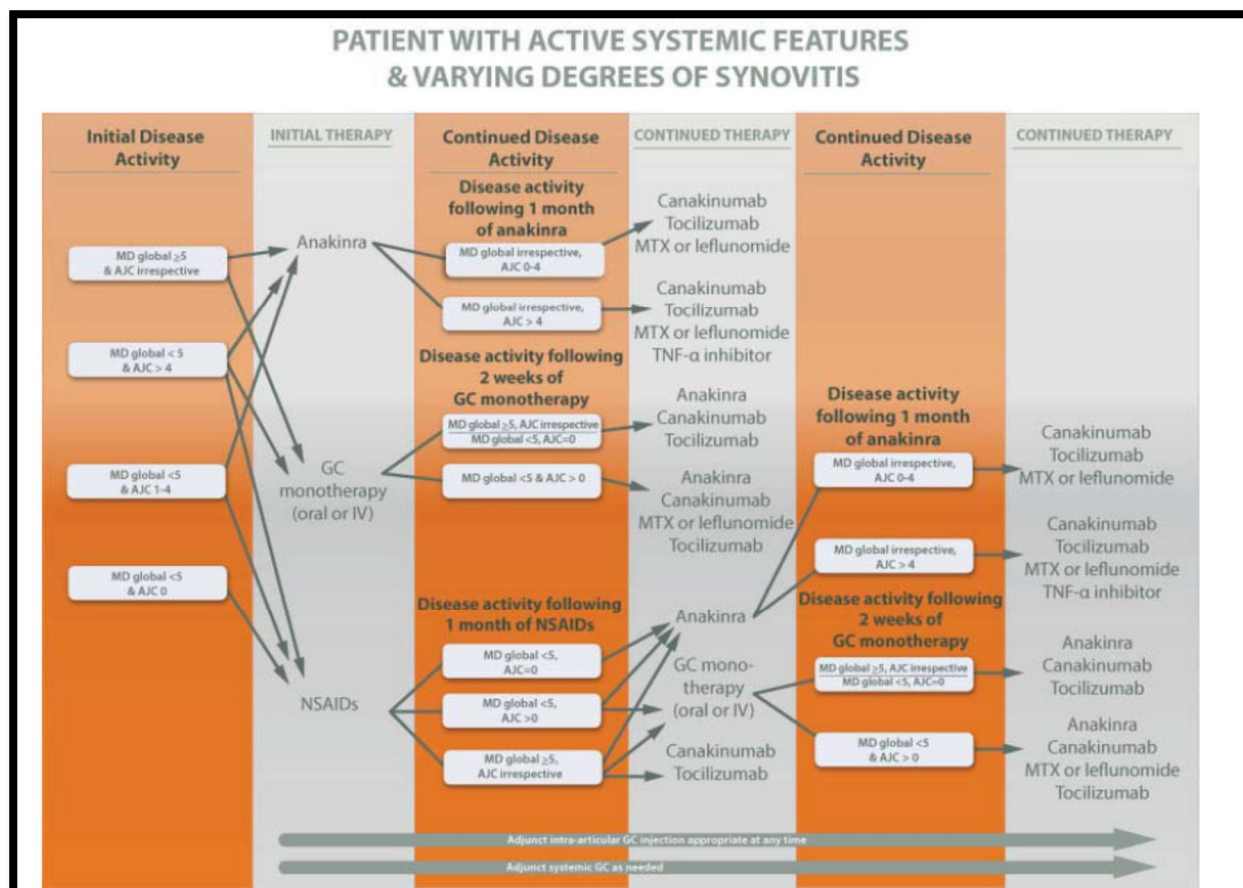 PATIENT WITH ACTIVE SYSTEMIC FEATURES
& VARYING DEGREES OF SYNOVITIS
Initial Disease
Activity
MD global ≥5
& AJC irrespective
MD global < 5
& AJC > 4
MD global <5
& AJC 1-4
MD global <5
& AJC 0
INITIAL THERAPY
Anakinra
GC
monotherapy
(oral or IV)
NSAIDs
Continued Disease
Activity
Disease activity
following 1 month
of anakinra
MD global irrespective,
AJC 0-4
MD global irrespective,
AJC > 4
Disease activity following
2 weeks of
GC monotherapy
MD global ≥5, AJC irrespective
MD global <5, AJC=0
MD global <5 & AJC > 0
Disease activity following
1 month of NSAIDs
MD global <5,
AJC=0
MD global <5,
AJC >0
MD global ≥5,
AJC irrespective
CONTINUED THERAPY
Canakinumab
Tocilizumab
MTX or leflunomide
Canakinumab
Tocilizumab
MTX or leflunomide
TNF-α inhibitor
Anakinra
Canakinumab
Tocilizumab
Anakinra
Canakinumab
MTX or leflunomide
Tocilizumab
Anakinra
GC mono-
therapy
(oral or IV)
Canakinumab
Tocilizumab
Continued Disease
Activity
Disease activity
following 1 month
of anakinra
MD global irrespective,
AJC 0-4
MD global irrespective,
AJC > 4
Disease activity following
2 weeks of
GC monotherapy
MD global ≥5, AJC irrespective
MD global <5, AJC=0
MD global <5
& AJC > 0
CONTINUED THERAPY
Canakinumab
Tocilizumab
MTX or leflunomide
Canakinumab
Tocilizumab
MTX or leflunomide
TNF-α inhibitor
Anakinra
Canakinumab
Tocilizumab
Anakinra
Canakinumab
MTX or leflunomide
Tocilizumab
Adjunct intra-articular GC injection appropriate at any time
Adjunct systemic GC as needed